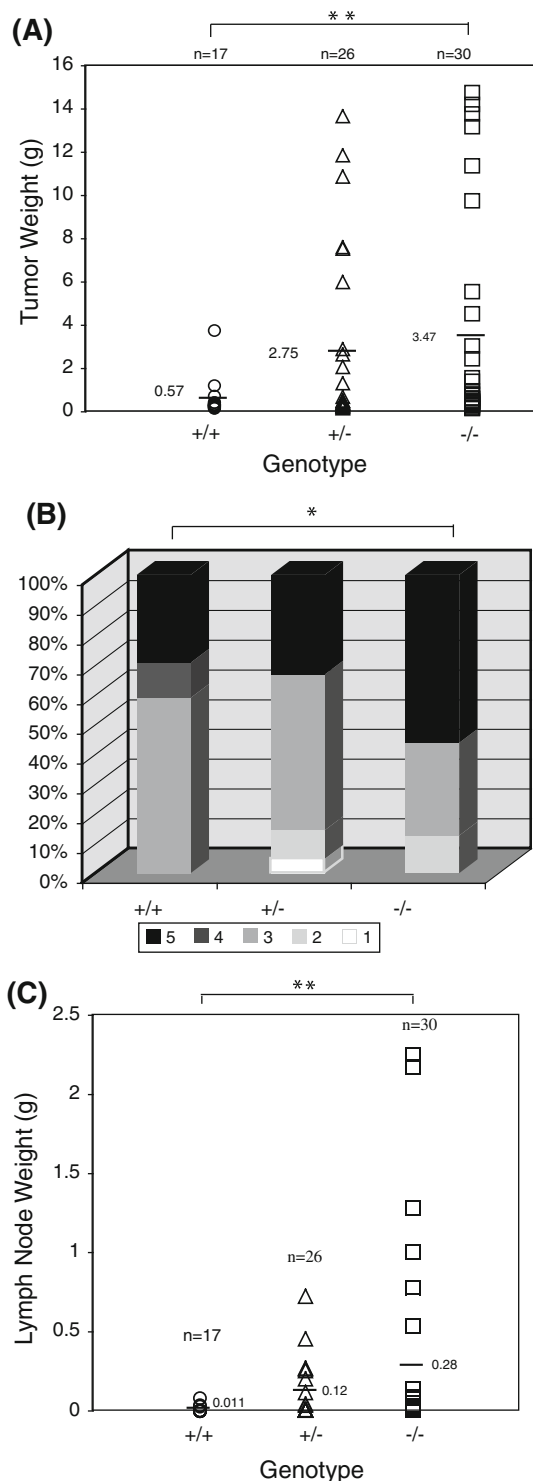 (A)
**
n=17 n=26 n=30
16
14
12
10
8
6
4
2
0
Tumor Weight (g)
0.57
2.75
3.47
+/+ +/- -/-
Genotype
(B)
*
100%
90%
80%
70%
60%
50%
40%
30%
20%
10%
0%
+/+ +/- -/-
5 4 3 2 1
(C)
**
n=30
n=26
n=17
2.5
2
1.5
1
0.5
0
Lymph Node Weight (g)
0.011
0.12
0.28
+/+ +/- -/-
Genotype